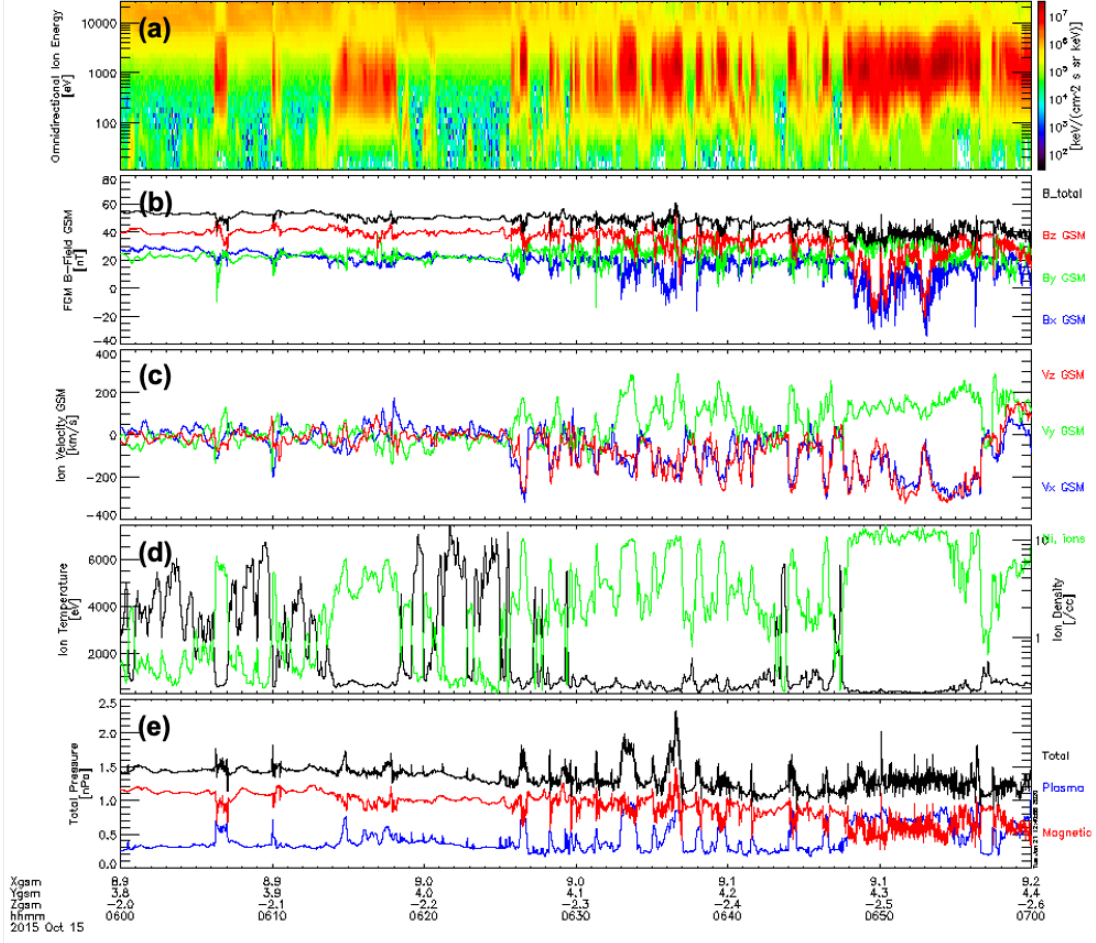 (a)
Omnidirectional Ion Energy
[eV]
10000
1000
100
10^7
10^6
10^5
10^4
10^3
10^2
[keV/(cm^2 s sr keV)]
(b)
FGM B-Field GSM
[nT]
80
60
40
20
0
-20
-40
B_total
Bz GSM
By GSM
Bx GSM
(c)
Ion Velocity GSM
[km/s]
400
200
0
-200
-400
Vz GSM
Vy GSM
Vx GSM
(d)
Ion Temperature
[eV]
6000
4000
2000
10
1
Ion Density
[/cc]
Ni, ions
(e)
Total Pressure
[nPa]
2.5
2.0
1.5
1.0
0.5
0.0
Total
Plasma
Magnetic
Xgsm 8.9 8.9 9.0 9.0 9.1 9.1 9.2
Ygsm 3.8 3.9 4.0 4.1 4.2 4.3 4.4
Zgsm -2.0 -2.1 -2.2 -2.3 -2.4 -2.5 -2.6
hhmm 0600 0610 0620 0630 0640 0650 0700
2015 Oct 15